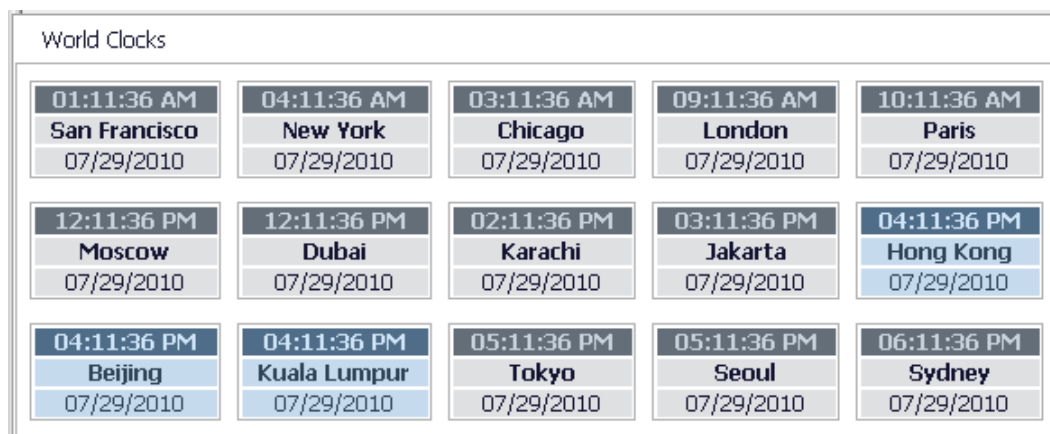 World Clocks
01:11:36 AM
San Francisco
07/29/2010
04:11:36 AM
New York
07/29/2010
03:11:36 AM
Chicago
07/29/2010
09:11:36 AM
London
07/29/2010
10:11:36 AM
Paris
07/29/2010
12:11:36 PM
Moscow
07/29/2010
12:11:36 PM
Dubai
07/29/2010
02:11:36 PM
Karachi
07/29/2010
03:11:36 PM
Jakarta
07/29/2010
04:11:36 PM
Hong Kong
07/29/2010
04:11:36 PM
Beijing
07/29/2010
04:11:36 PM
Kuala Lumpur
07/29/2010
05:11:36 PM
Tokyo
07/29/2010
05:11:36 PM
Seoul
07/29/2010
06:11:36 PM
Sydney
07/29/2010